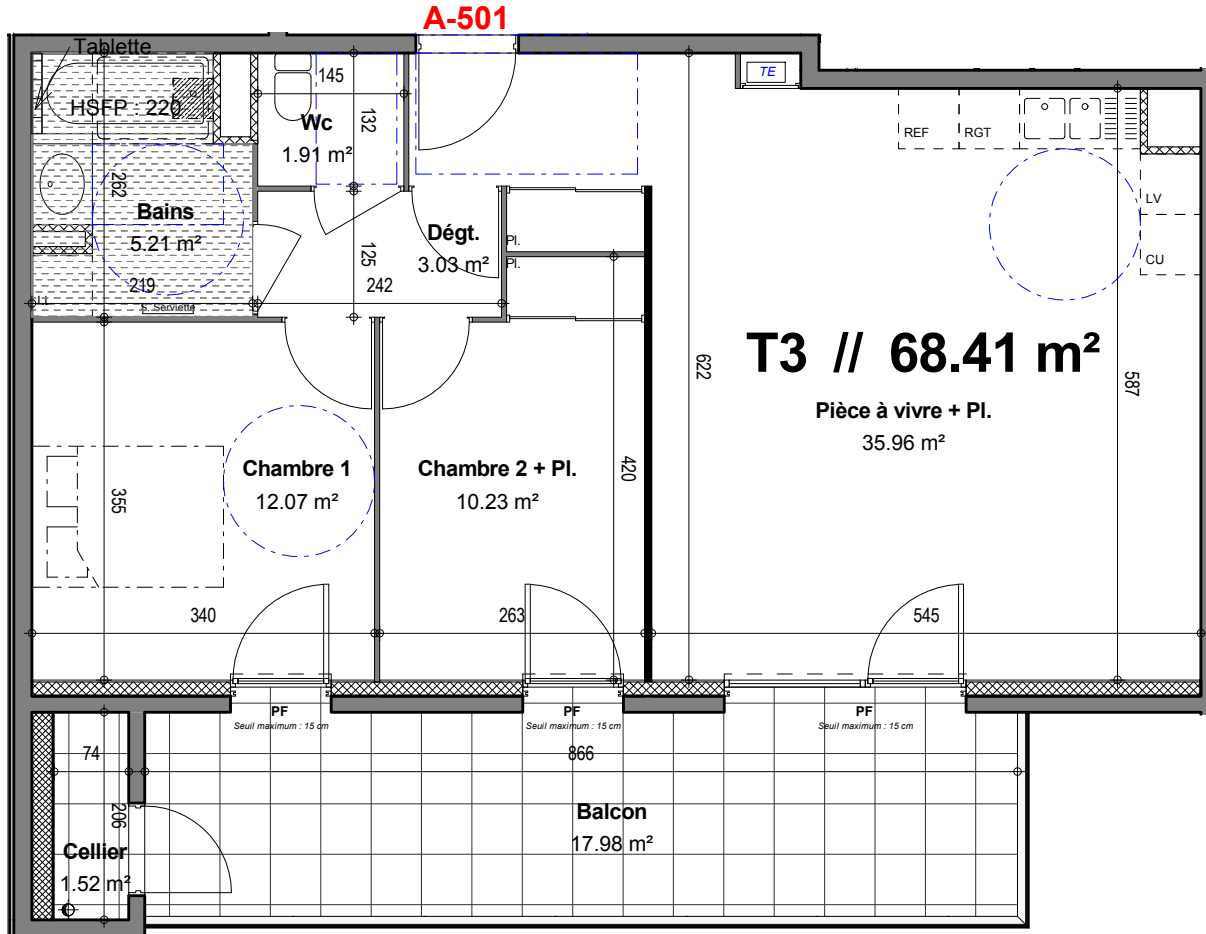 A-501
Tablette
HSFP : 220
145
132
Wc
1.91 m²
TE
REF
RGT
LV
CU
262
Bains
5.21 m²
219
S. Serviette
LL
125
242
Dégt.
3.03 m²
Pl.
Pl.
622
T3 // 68.41 m²
587
Pièce à vivre + Pl.
35.96 m²
Chambre 1
12.07 m²
355
340
Chambre 2 + Pl.
10.23 m²
420
263
545
PF
Seuil maximum : 15 cm
PF
Seuil maximum : 15 cm
PF
Seuil maximum : 15 cm
74
866
206
Cellier
1.52 m²
Balcon
17.98 m²